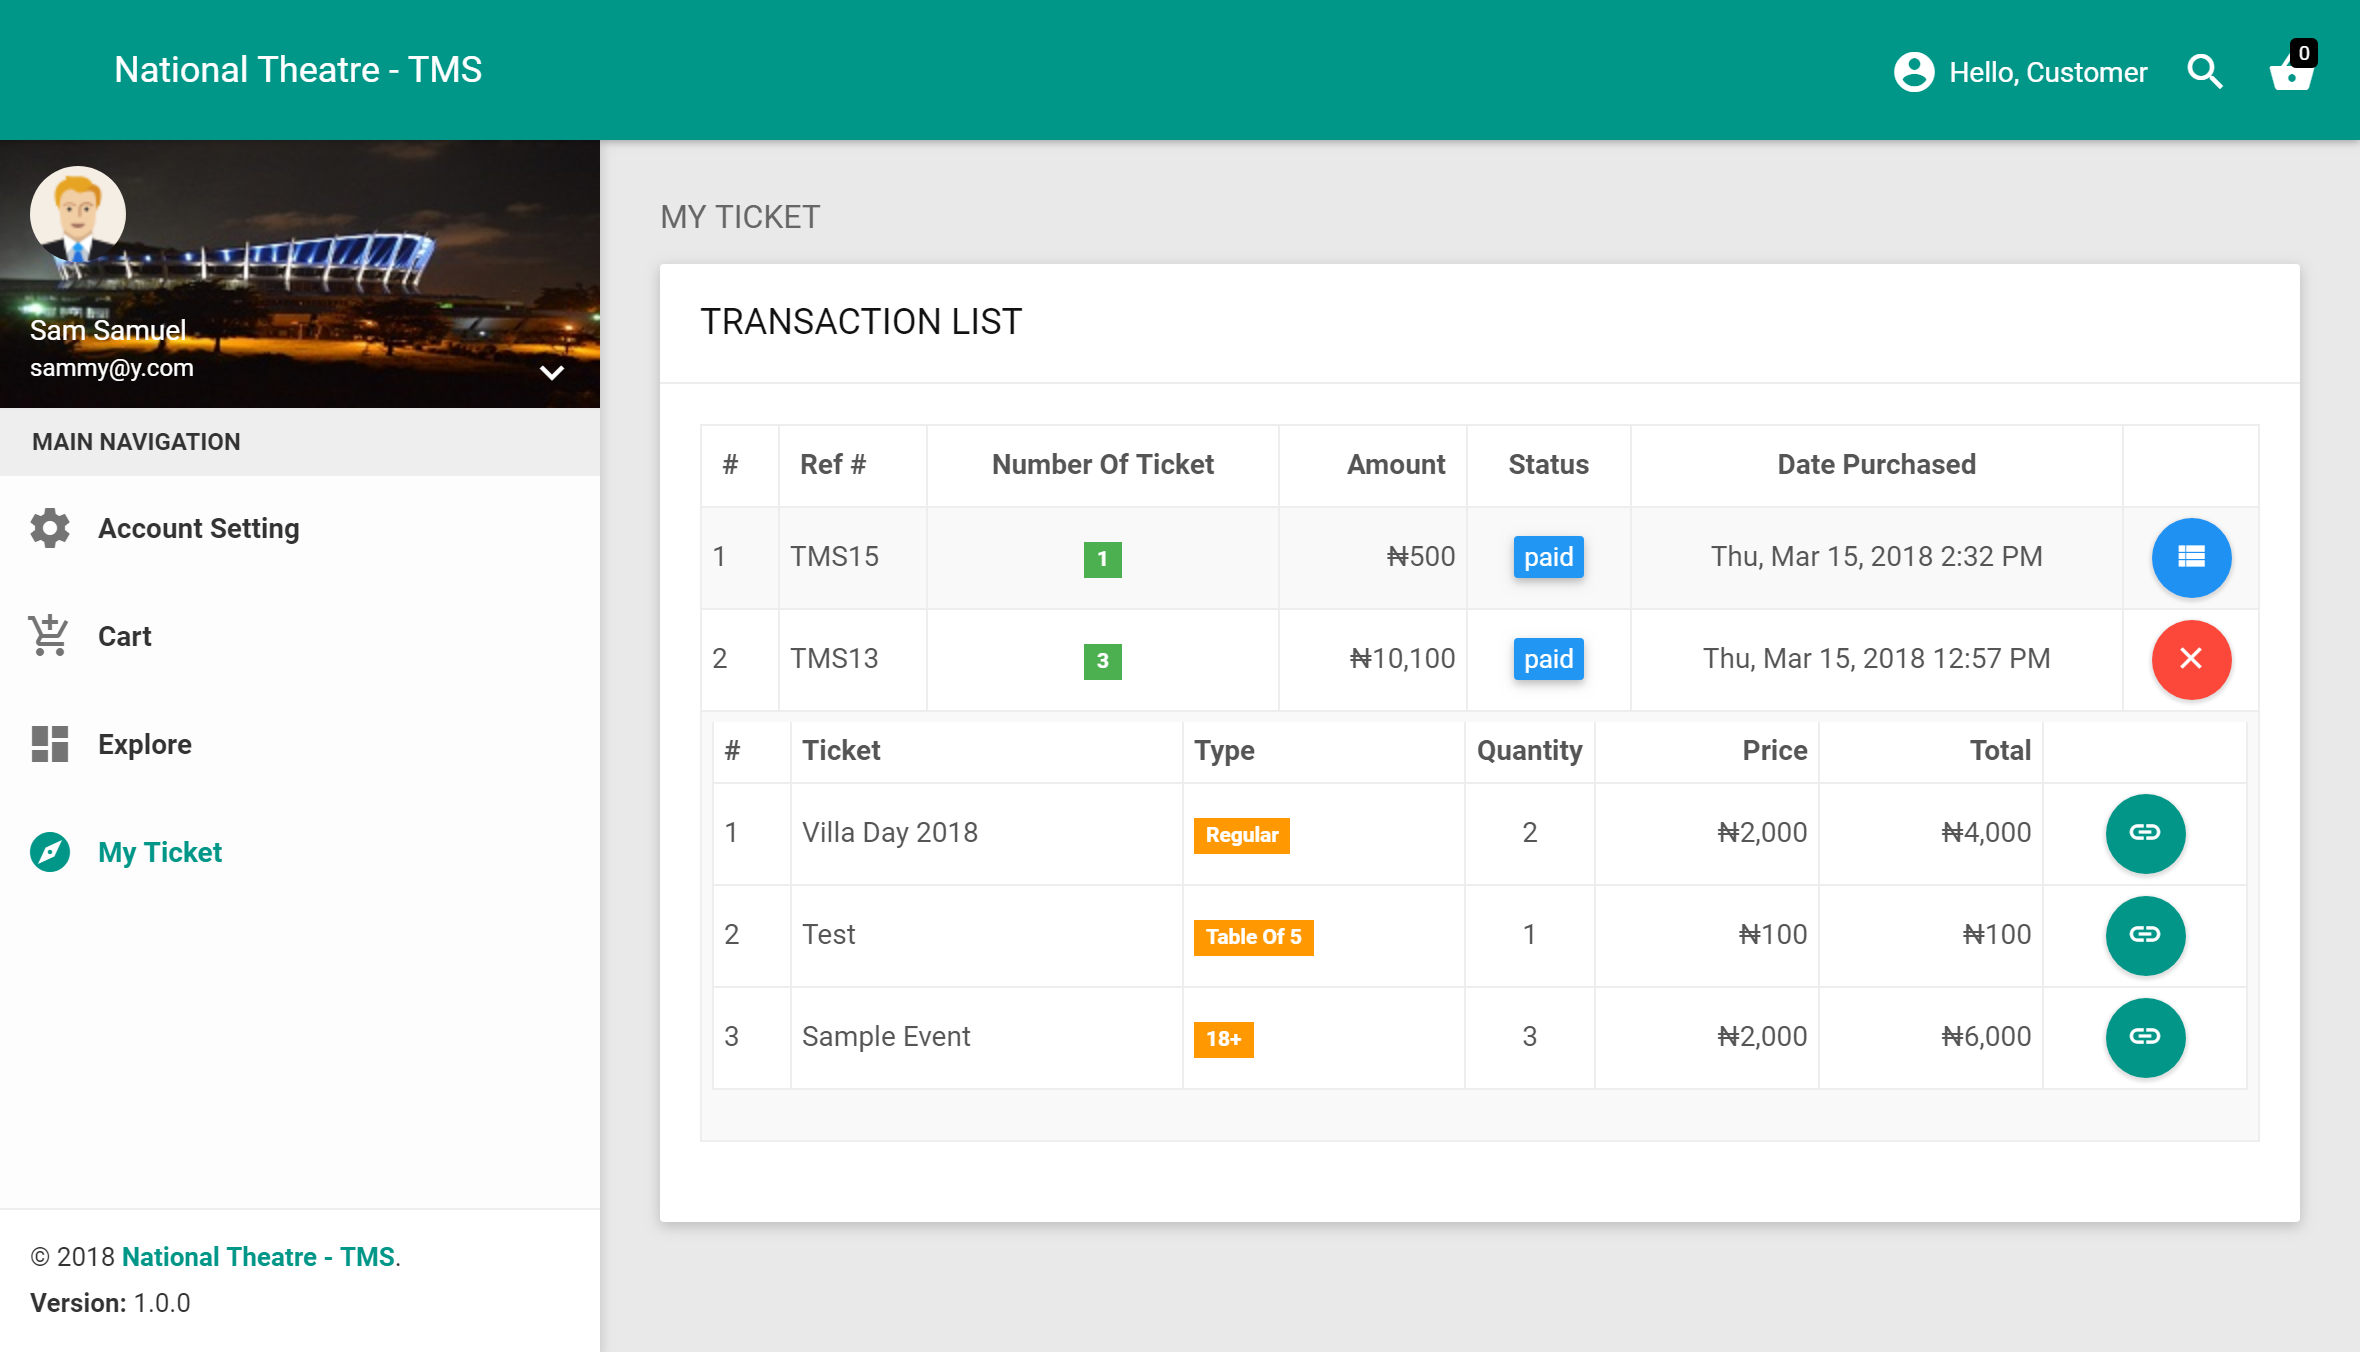 National Theatre - TMS
Hello, Customer
0
Sam Samuel
sammy@y.com
MAIN NAVIGATION
Account Setting
Cart
Explore
My Ticket
© 2018 National Theatre - TMS.
Version: 1.0.0
MY TICKET
TRANSACTION LIST
# Ref # Number Of Ticket Amount Status Date Purchased
1 TMS15 1 ₦500 paid Thu, Mar 15, 2018 2:32 PM
2 TMS13 3 ₦10,100 paid Thu, Mar 15, 2018 12:57 PM
# Ticket Type Quantity Price Total
1 Villa Day 2018 Regular 2 ₦2,000 ₦4,000
2 Test Table Of 5 1 ₦100 ₦100
3 Sample Event 18+ 3 ₦2,000 ₦6,000